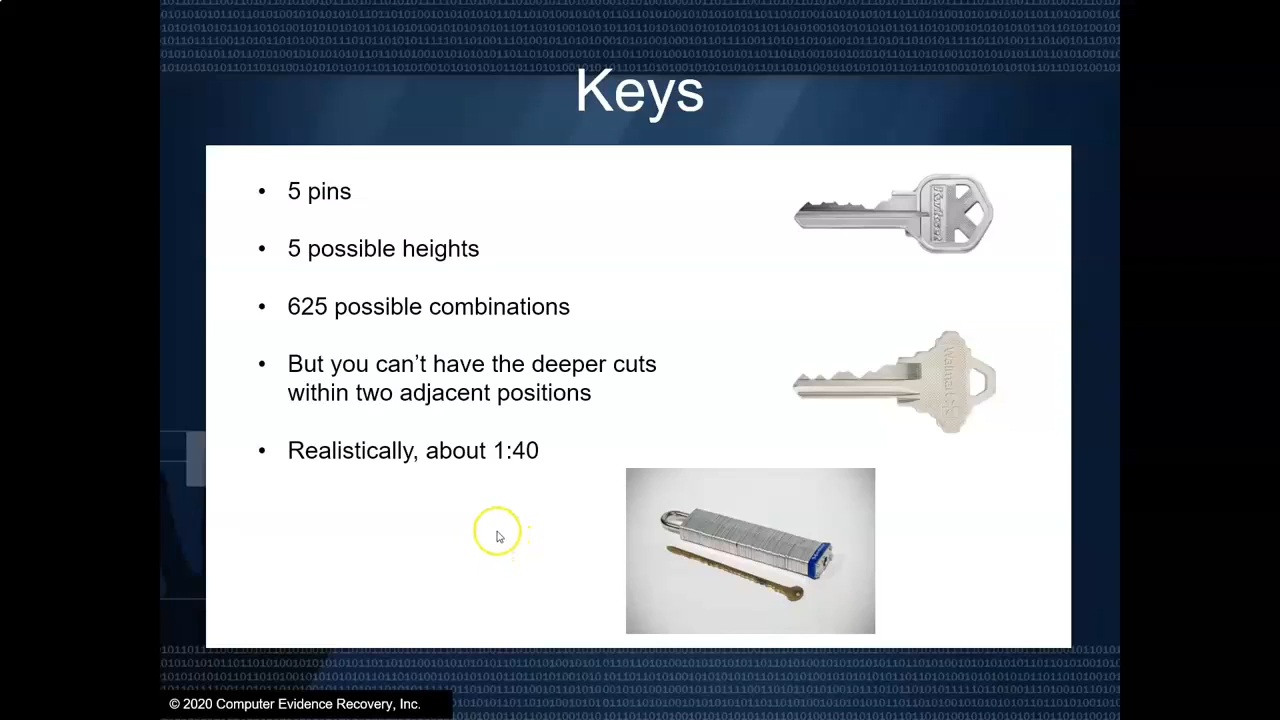 Keys
• 5 pins
• 5 possible heights
• 625 possible combinations
• But you can’t have the deeper cuts
within two adjacent positions
• Realistically, about 1:40
Walmart
© 2020 Computer Evidence Recovery, Inc.